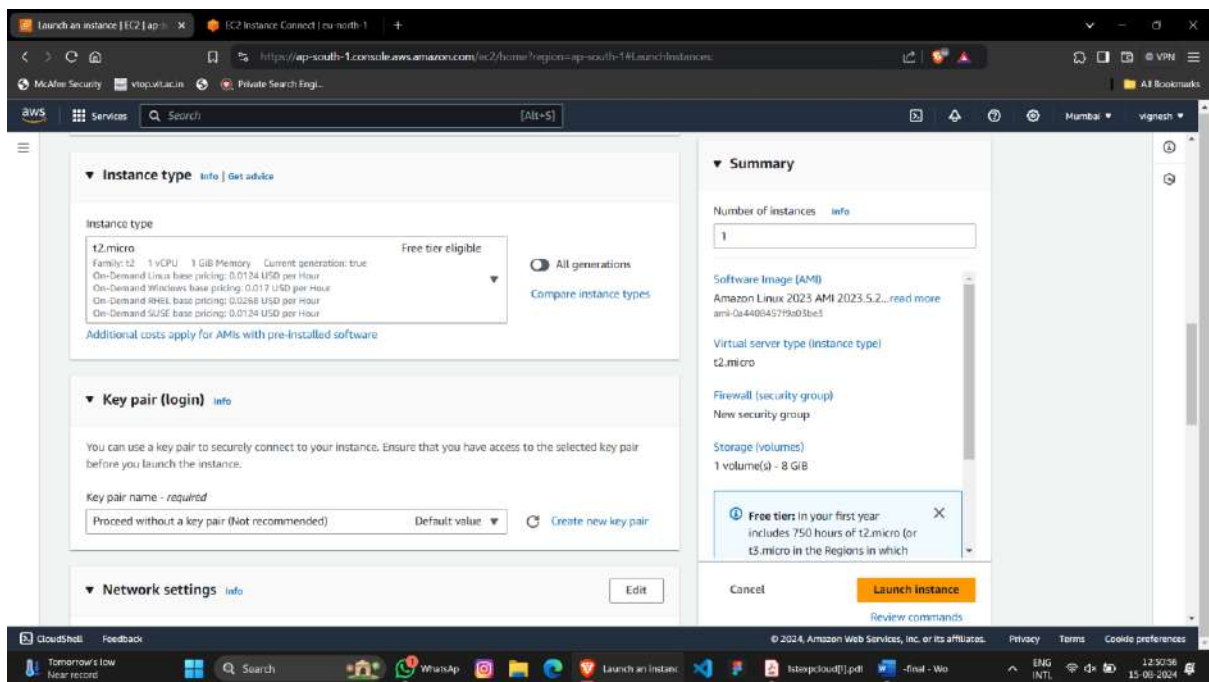 Launch an instance | EC2 | ap-s
EC2 Instance Connect | eu-north-1
https://ap-south-1.console.aws.amazon.com/ec2/home?region=ap-south-1#LaunchInstances:
VPN
McAfee Security
vtop.vit.ac.in
Private Search Engi...
All Bookmarks
aws
Services
Search
[Alt+S]
Mumbai
vignesh
Instance type
Info | Get advice
Instance type
t2.micro
Free tier eligible
Family: t2 1 vCPU 1 GiB Memory Current generation: true
On-Demand Linux base pricing: 0.0124 USD per Hour
On-Demand Windows base pricing: 0.017 USD per Hour
On-Demand RHEL base pricing: 0.0268 USD per Hour
On-Demand SUSE base pricing: 0.0124 USD per Hour
All generations
Compare instance types
Additional costs apply for AMIs with pre-installed software
Key pair (login)
Info
You can use a key pair to securely connect to your instance. Ensure that you have access to the selected key pair
before you launch the instance.
Key pair name - required
Proceed without a key pair (Not recommended)
Default value
Create new key pair
Network settings
Info
Edit
Summary
Number of instances
Info
1
Software Image (AMI)
Amazon Linux 2023 AMI 2023.5.2...read more
ami-0a4408457f9a03be3
Virtual server type (instance type)
t2.micro
Firewall (security group)
New security group
Storage (volumes)
1 volume(s) - 8 GiB
Free tier: In your first year
includes 750 hours of t2.micro (or
t3.micro in the Regions in which
Cancel
Launch instance
Review commands
CloudShell
Feedback
© 2024, Amazon Web Services, Inc. or its affiliates.
Privacy
Terms
Cookie preferences
Tomorrow's low
Near record
Search
WhatsAp
Launch an instanc
1stexpcloud[1].pdf
-final - Wo
ENG
INTL
12:50:56
15-08-2024